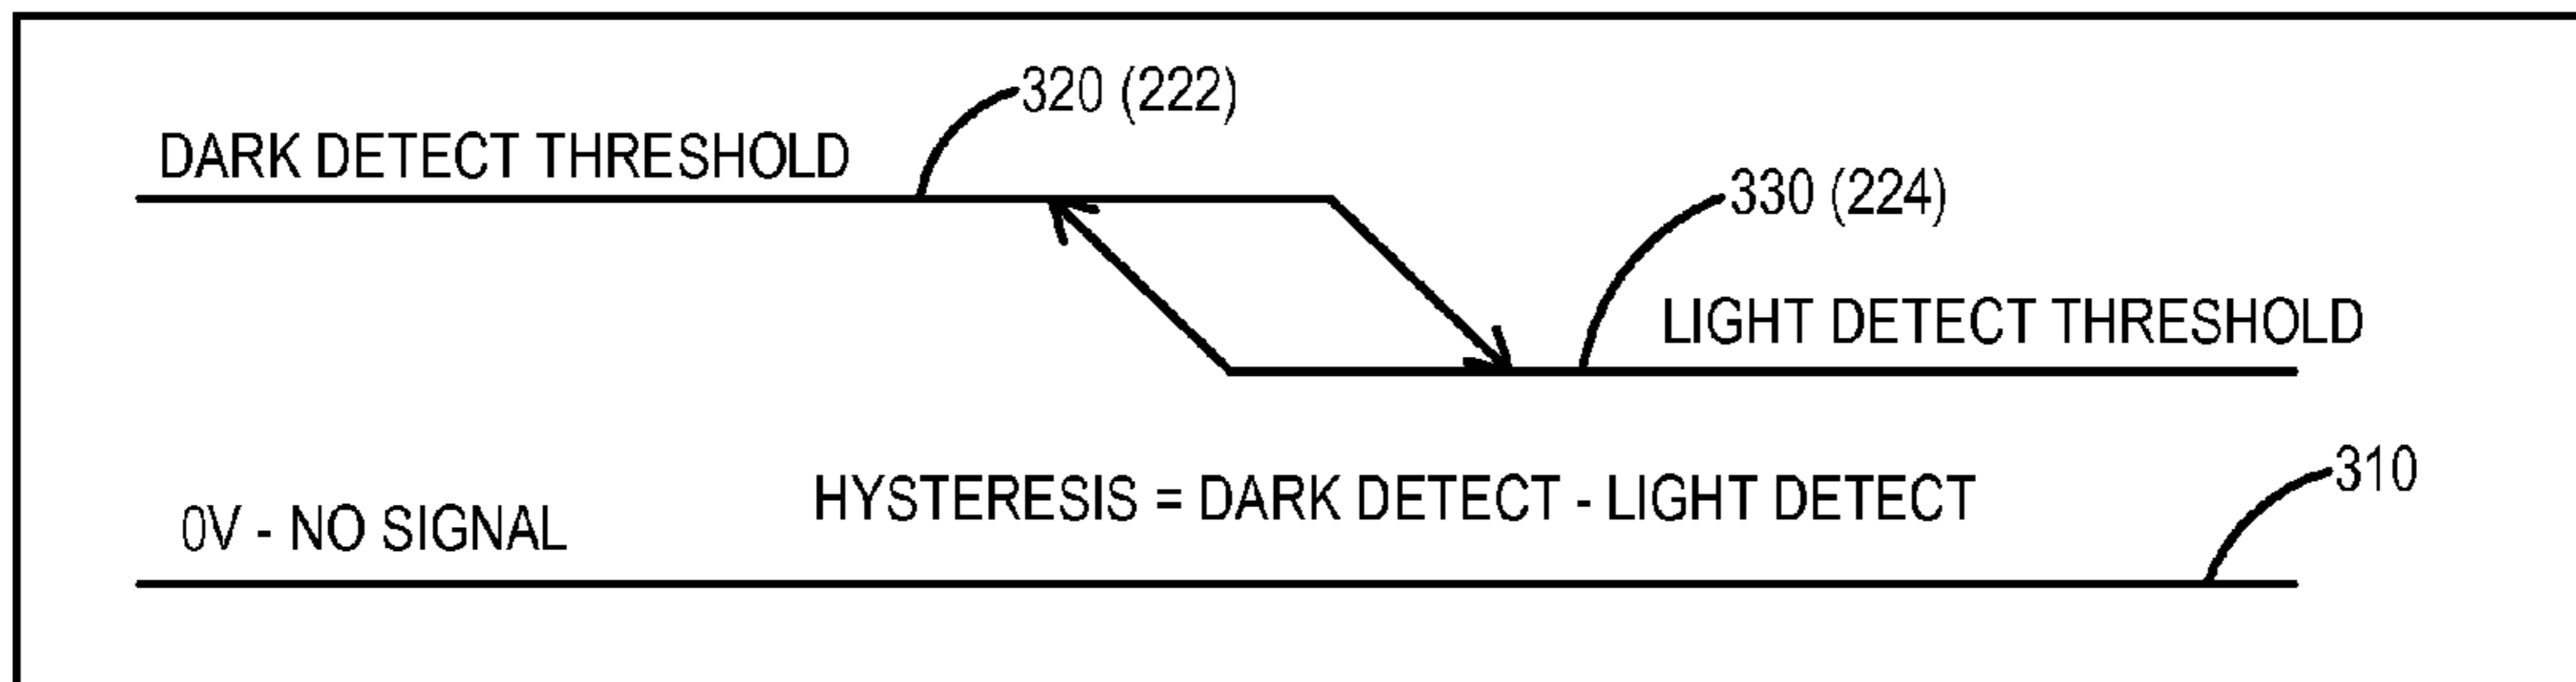 320 (222)
DARK DETECT THRESHOLD
330 (224)
LIGHT DETECT THRESHOLD
310
HYSTERESIS = DARK DETECT - LIGHT DETECT
0V - NO SIGNAL